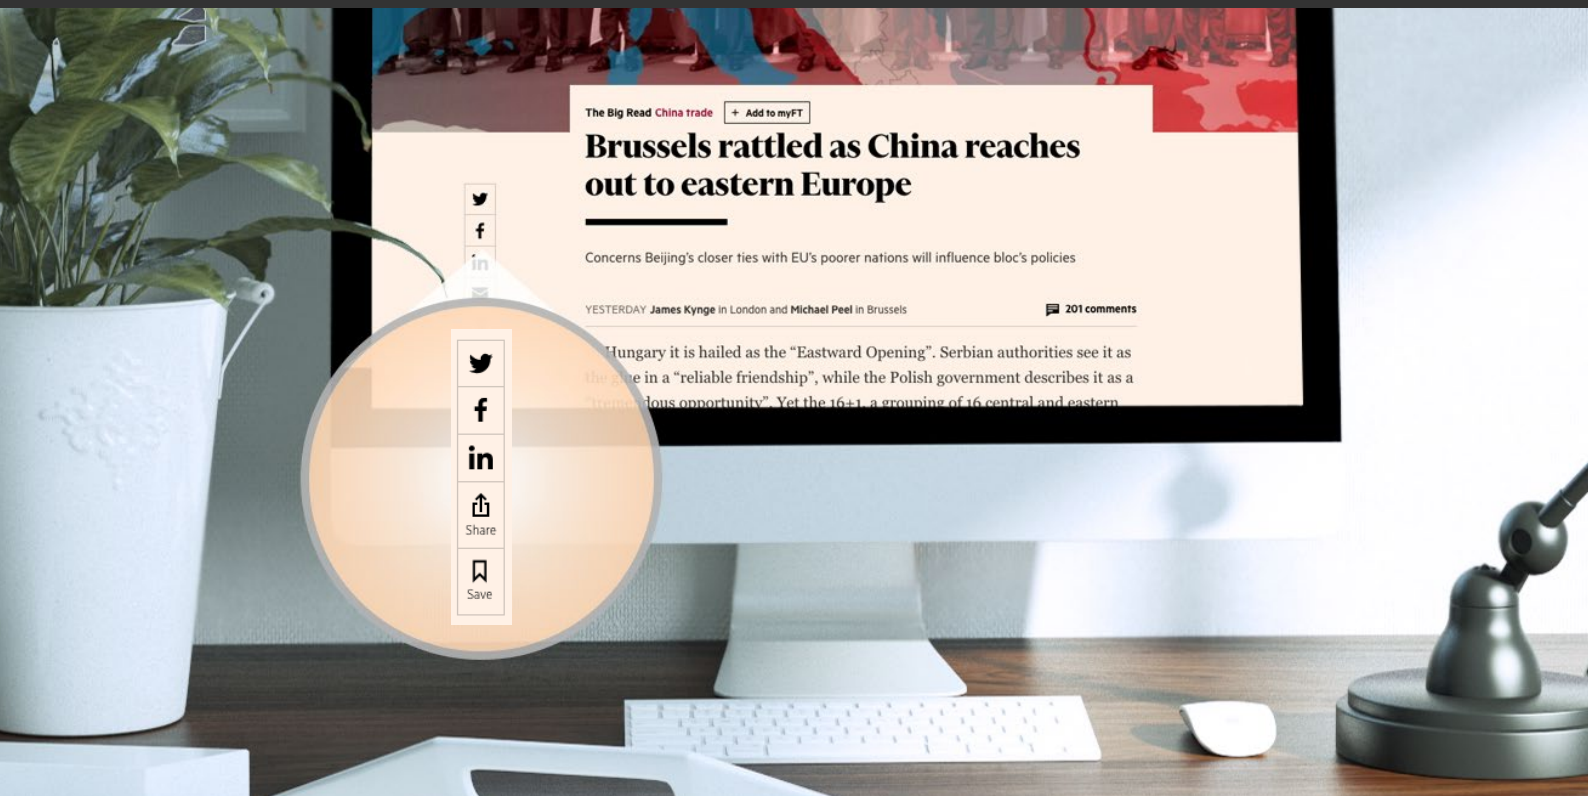 The Big Read China trade + Add to myFT
Brussels rattled as China reaches
out to eastern Europe
Concerns Beijing's closer ties with EU's poorer nations will influence bloc's policies
YESTERDAY James Kynge in London and Michael Peel in Brussels 201 comments
Hungary it is hailed as the “Eastward Opening”. Serbian authorities see it as
the glue in a “reliable friendship”, while the Polish government describes it as a
“tremendous opportunity”. Yet the 16+1, a grouping of 16 central and eastern
f
in
f
in
Share
Save